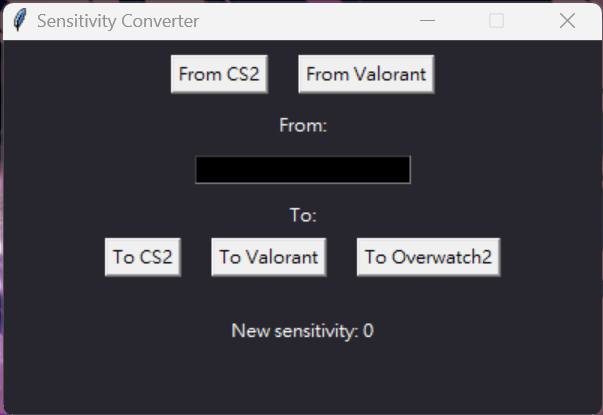 Sensitivity Converter
From CS2 From Valorant
From:
To:
To CS2 To Valorant To Overwatch2
New sensitivity: 0